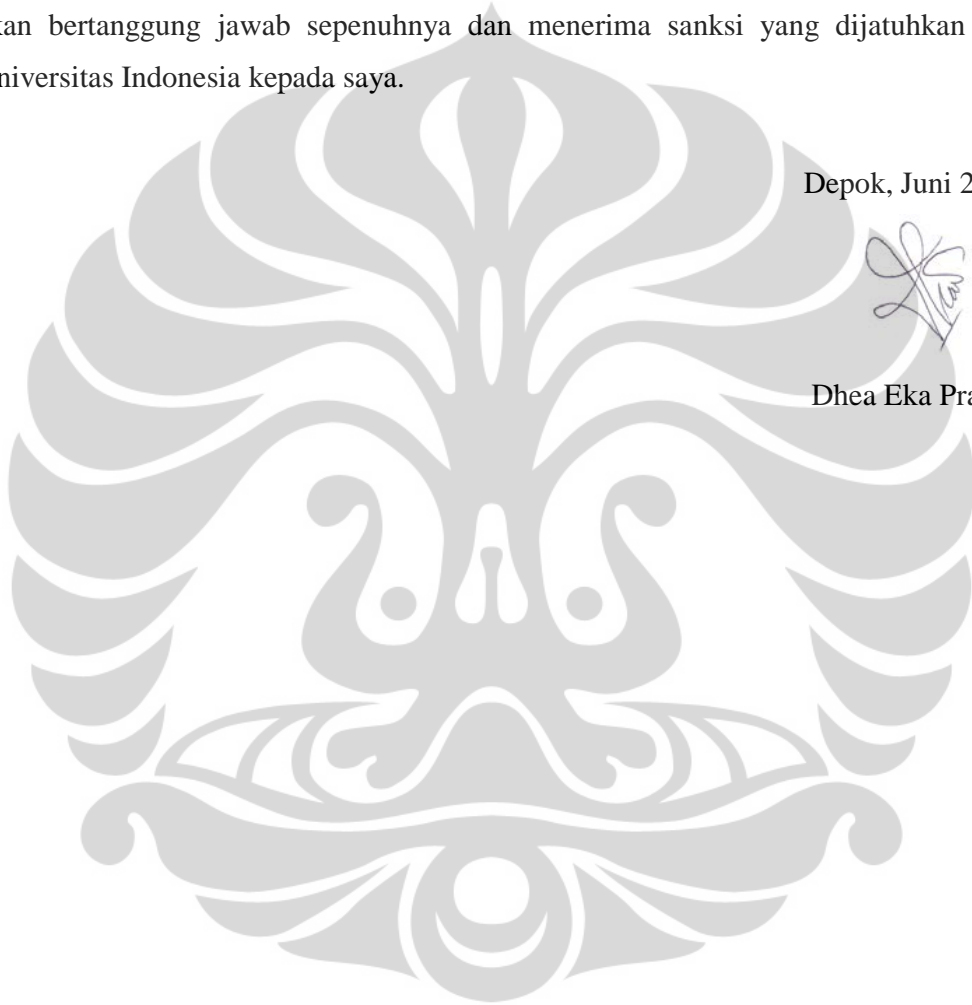 kan bertanggung jawab sepenuhnya dan menerima sanksi yang dijatuhkan
niversitas Indonesia kepada saya.
Depok, Juni 2
Dhea Eka Pra